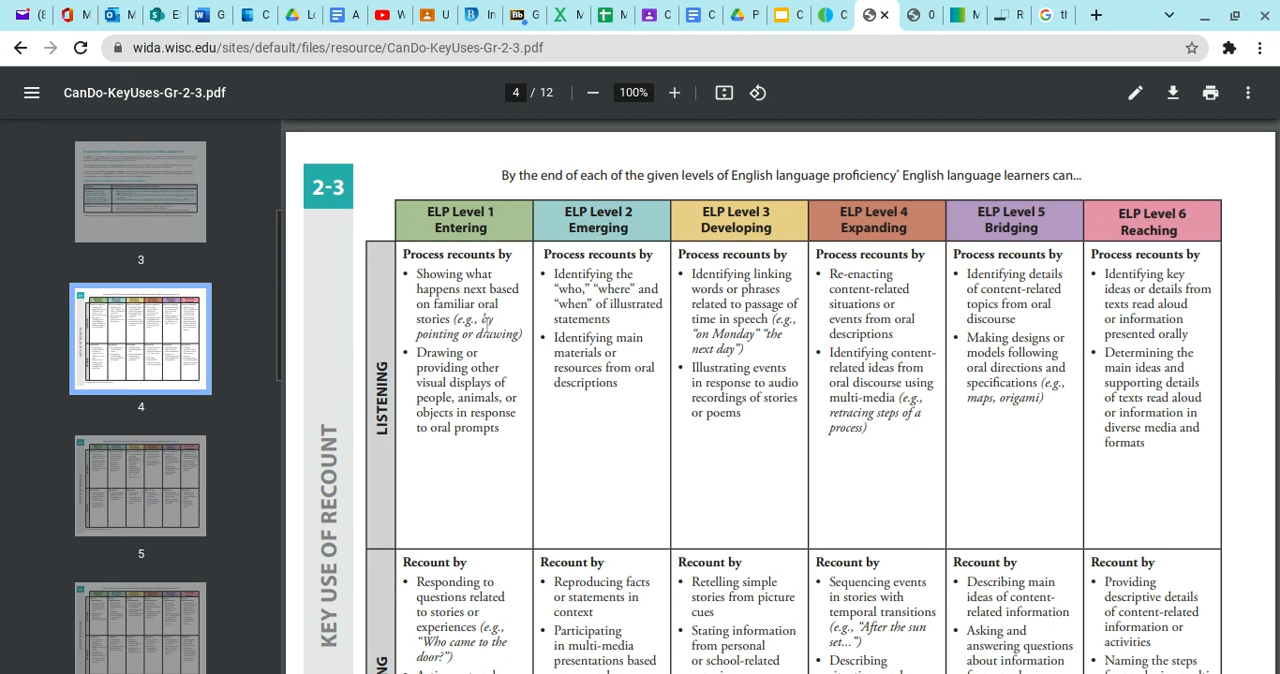 (8
M
M
E
G
C
Lo
A
W
U
In
G
M
M
C
C
P
C
C
0
M
R
th
wida.wisc.edu/sites/default/files/resource/CanDo-KeyUses-Gr-2-3.pdf
CanDo-KeyUses-Gr-2-3.pdf
4 / 12
100%
3
4
5
2-3
By the end of each of the given levels of English language proficiency* English language learners can...
ELP Level 1
Entering
ELP Level 2
Emerging
ELP Level 3
Developing
ELP Level 4
Expanding
ELP Level 5
Bridging
ELP Level 6
Reaching
KEY USE OF RECOUNT
LISTENING
Process recounts by
• Showing what
happens next based
on familiar oral
stories (e.g., by
pointing or drawing)
• Drawing or
providing other
visual displays of
people, animals, or
objects in response
to oral prompts
Process recounts by
• Identifying the
“who,” “where” and
“when” of illustrated
statements
• Identifying main
materials or
resources from oral
descriptions
Process recounts by
• Identifying linking
words or phrases
related to passage of
time in speech (e.g.,
“on Monday” “the
next day”)
• Illustrating events
in response to audio
recordings of stories
or poems
Process recounts by
• Re-enacting
content-related
situations or
events from oral
descriptions
• Identifying content-
related ideas from
oral discourse using
multi-media (e.g.,
retracing steps of a
process)
Process recounts by
• Identifying details
of content-related
topics from oral
discourse
• Making designs or
models following
oral directions and
specifications (e.g.,
maps, origami)
Process recounts by
• Identifying key
ideas or details from
texts read aloud
or information
presented orally
• Determining the
main ideas and
supporting details
of texts read aloud
or information in
diverse media and
formats
NG
Recount by
• Responding to
questions related
to stories or
experiences (e.g.,
“Who came to the
door?”)
Recount by
• Reproducing facts
or statements in
context
• Participating
in multi-media
presentations based
Recount by
• Retelling simple
stories from picture
cues
• Stating information
from personal
or school-related
Recount by
• Sequencing events
in stories with
temporal transitions
(e.g., “After the sun
set...”)
• Describing
Recount by
• Describing main
ideas of content-
related information
• Asking and
answering questions
about information
Recount by
• Providing
descriptive details
of content-related
information or
activities
• Naming the steps